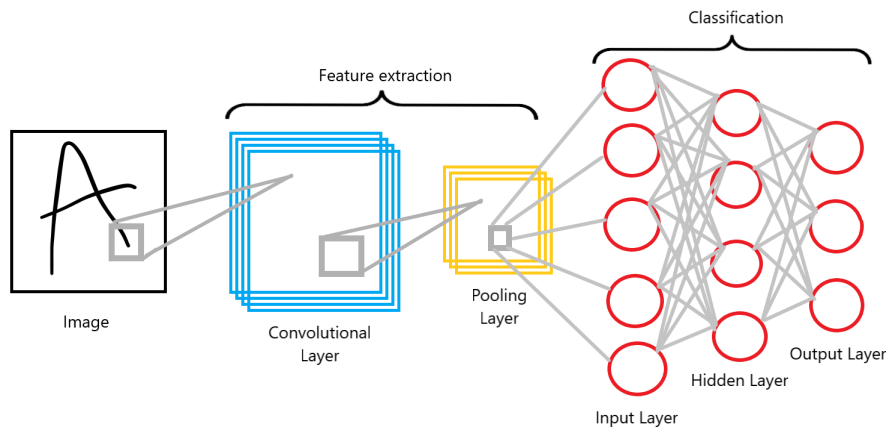 Classification
Feature extraction
A
Image
Convolutional
Layer
Pooling
Layer
Input Layer
Hidden Layer
Output Layer